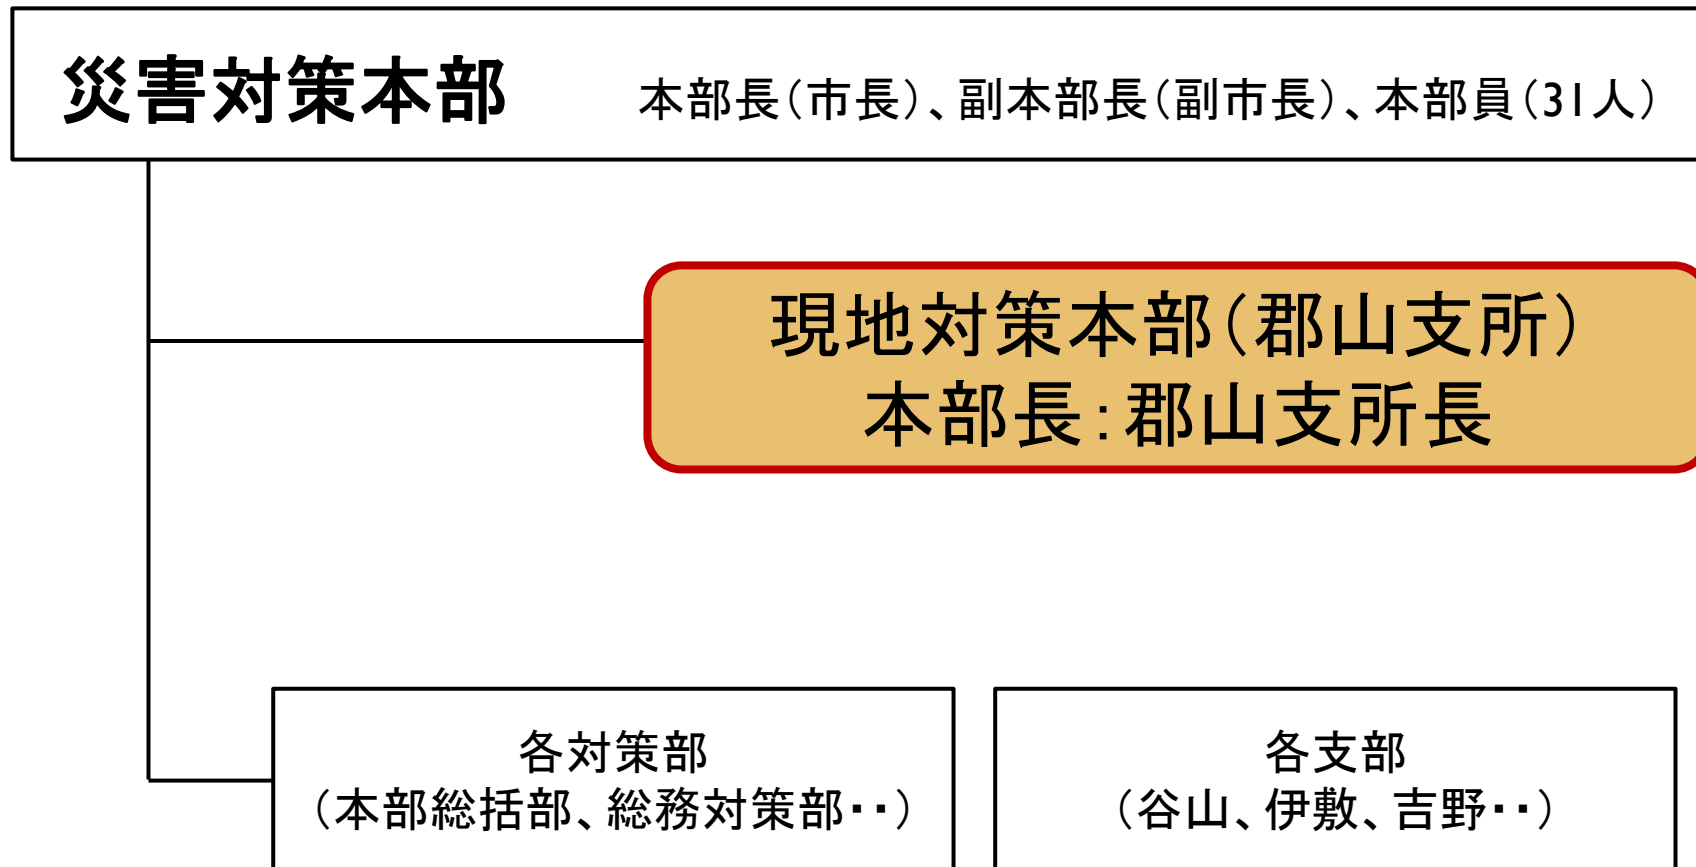 災害対策本部 本部長(市長)、副本部長(副市長)、本部員(31人)
現地対策本部(郡山支所)
本部長:郡山支所長
各対策部
(本部総括部、総務対策部・・)
各支部
(谷山、伊敷、吉野・・)